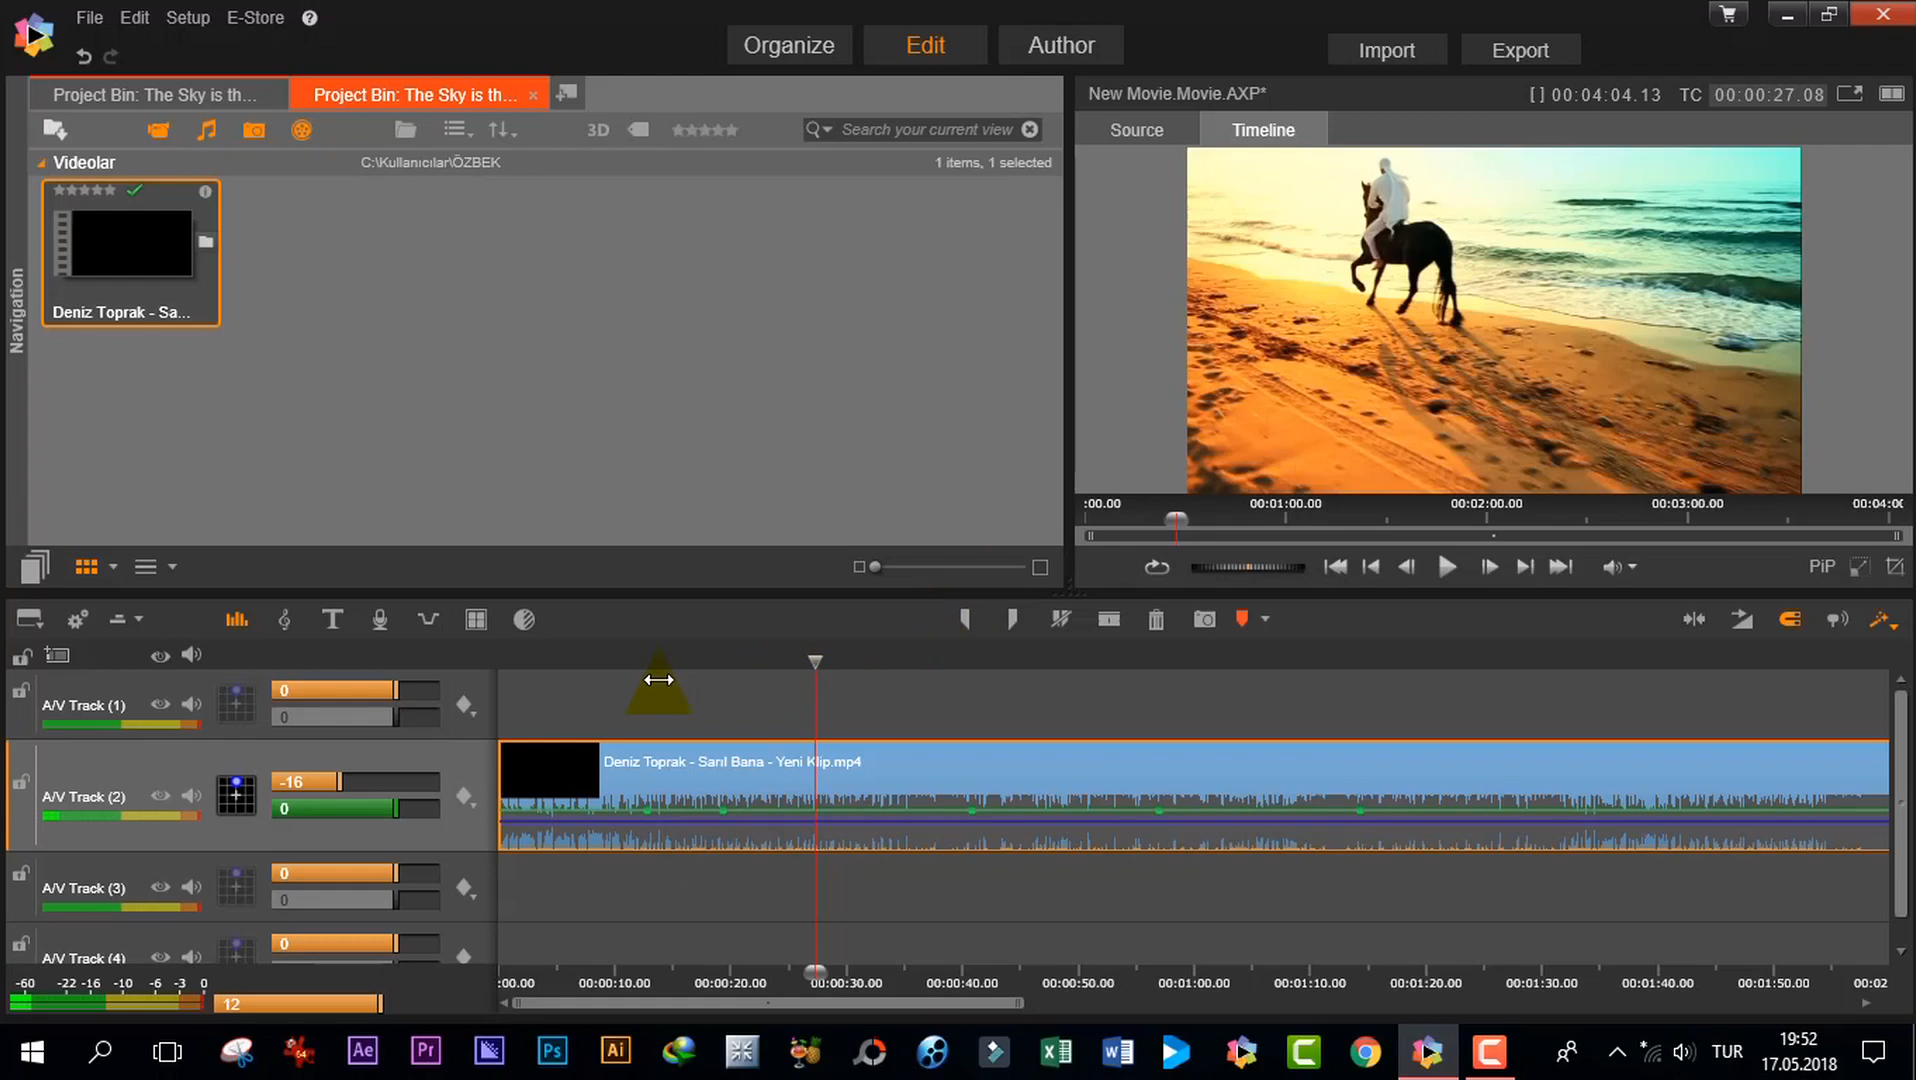 File Edit Setup E-Store ?
Organize Edit Author Import Export
Project Bin: The Sky is th... Project Bin: The Sky is th... ×
New Movie.Movie.AXP* [ ] 00:04:04.13 TC 00:00:27.08
3D Search your current view
Source Timeline
Videolar C:\Kullanıcılar\ÖZBEK 1 items, 1 selected
Deniz Toprak - Sa...
Navigation
:00.00 00:01:00.00 00:02:00.00 00:03:00.00 00:04:0
PiP
A/V Track (1) 0
0
Deniz Toprak - Sarıl Bana - Yeni Klip.mp4
A/V Track (2) -16
0
A/V Track (3) 0
0
A/V Track (4) 0
-60 -22 -16 -10 -6 -3 0
:00.00 00:00:10.00 00:00:20.00 00:00:30.00 00:00:40.00 00:00:50.00 00:01:00.00 00:01:10.00 00:01:20.00 00:01:30.00 00:01:40.00 00:01:50.00 00:02
12
64 Ae Pr Ps Ai TUR
19:52
17.05.2018